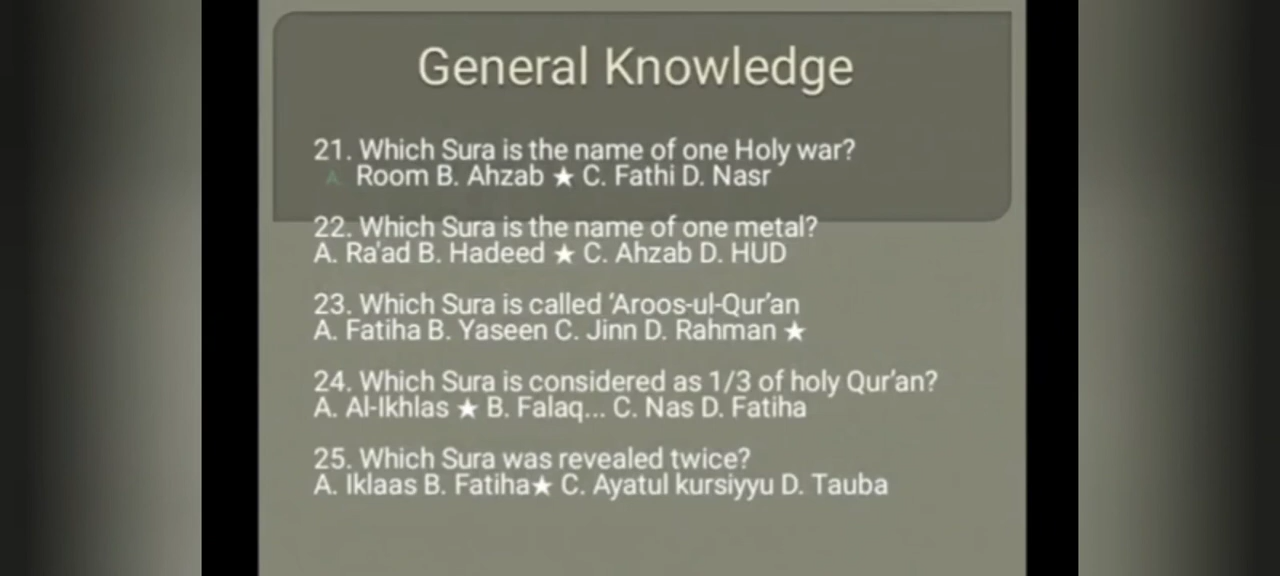 General Knowledge
21. Which Sura is the name of one Holy war?
A. Room B. Ahzab ★ C. Fathi D. Nasr
22. Which Sura is the name of one metal?
A. Ra'ad B. Hadeed ★ C. Ahzab D. HUD
23. Which Sura is called ‘Aroos-ul-Qur’an
A. Fatiha B. Yaseen C. Jinn D. Rahman ★
24. Which Sura is considered as 1/3 of holy Qur’an?
A. Al-Ikhlas ★ B. Falaq... C. Nas D. Fatiha
25. Which Sura was revealed twice?
A. Iklaas B. Fatiha★ C. Ayatul kursiyyu D. Tauba